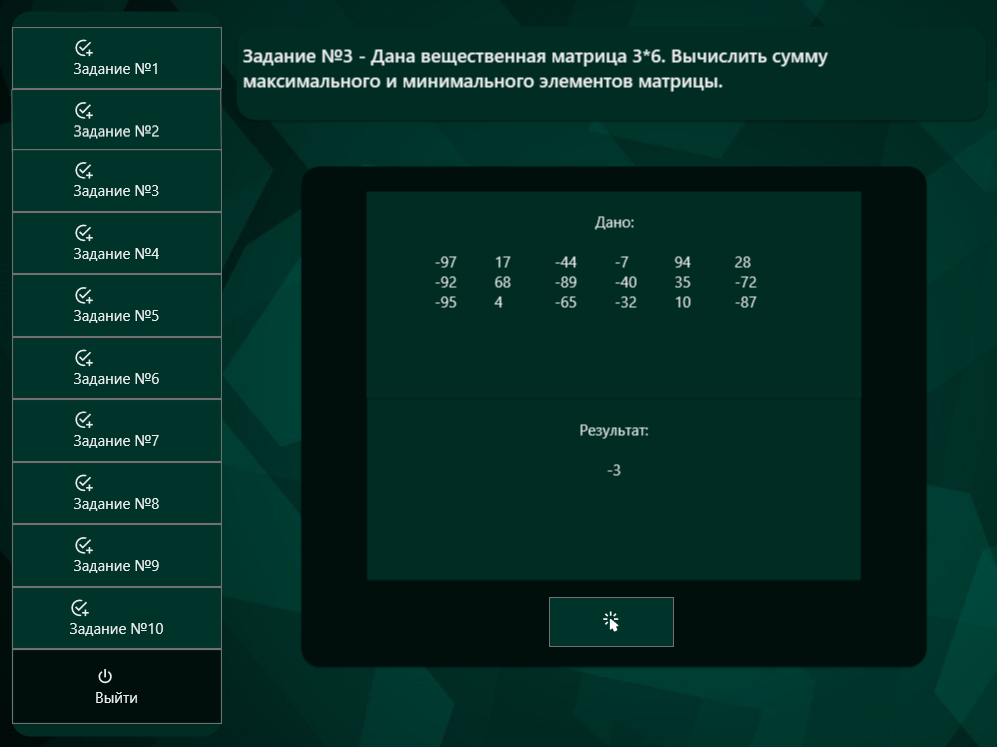 Задание №1
Задание №2
Задание №3
Задание №4
Задание №5
Задание №6
Задание №7
Задание №8
Задание №9
Задание №10
Выйти
Задание №3 - Дана вещественная матрица 3*6. Вычислить сумму
максимального и минимального элементов матрицы.
Дано:
-97 17 -44 -7 94 28
-92 68 -89 -40 35 -72
-95 4 -65 -32 10 -87
Результат:
-3